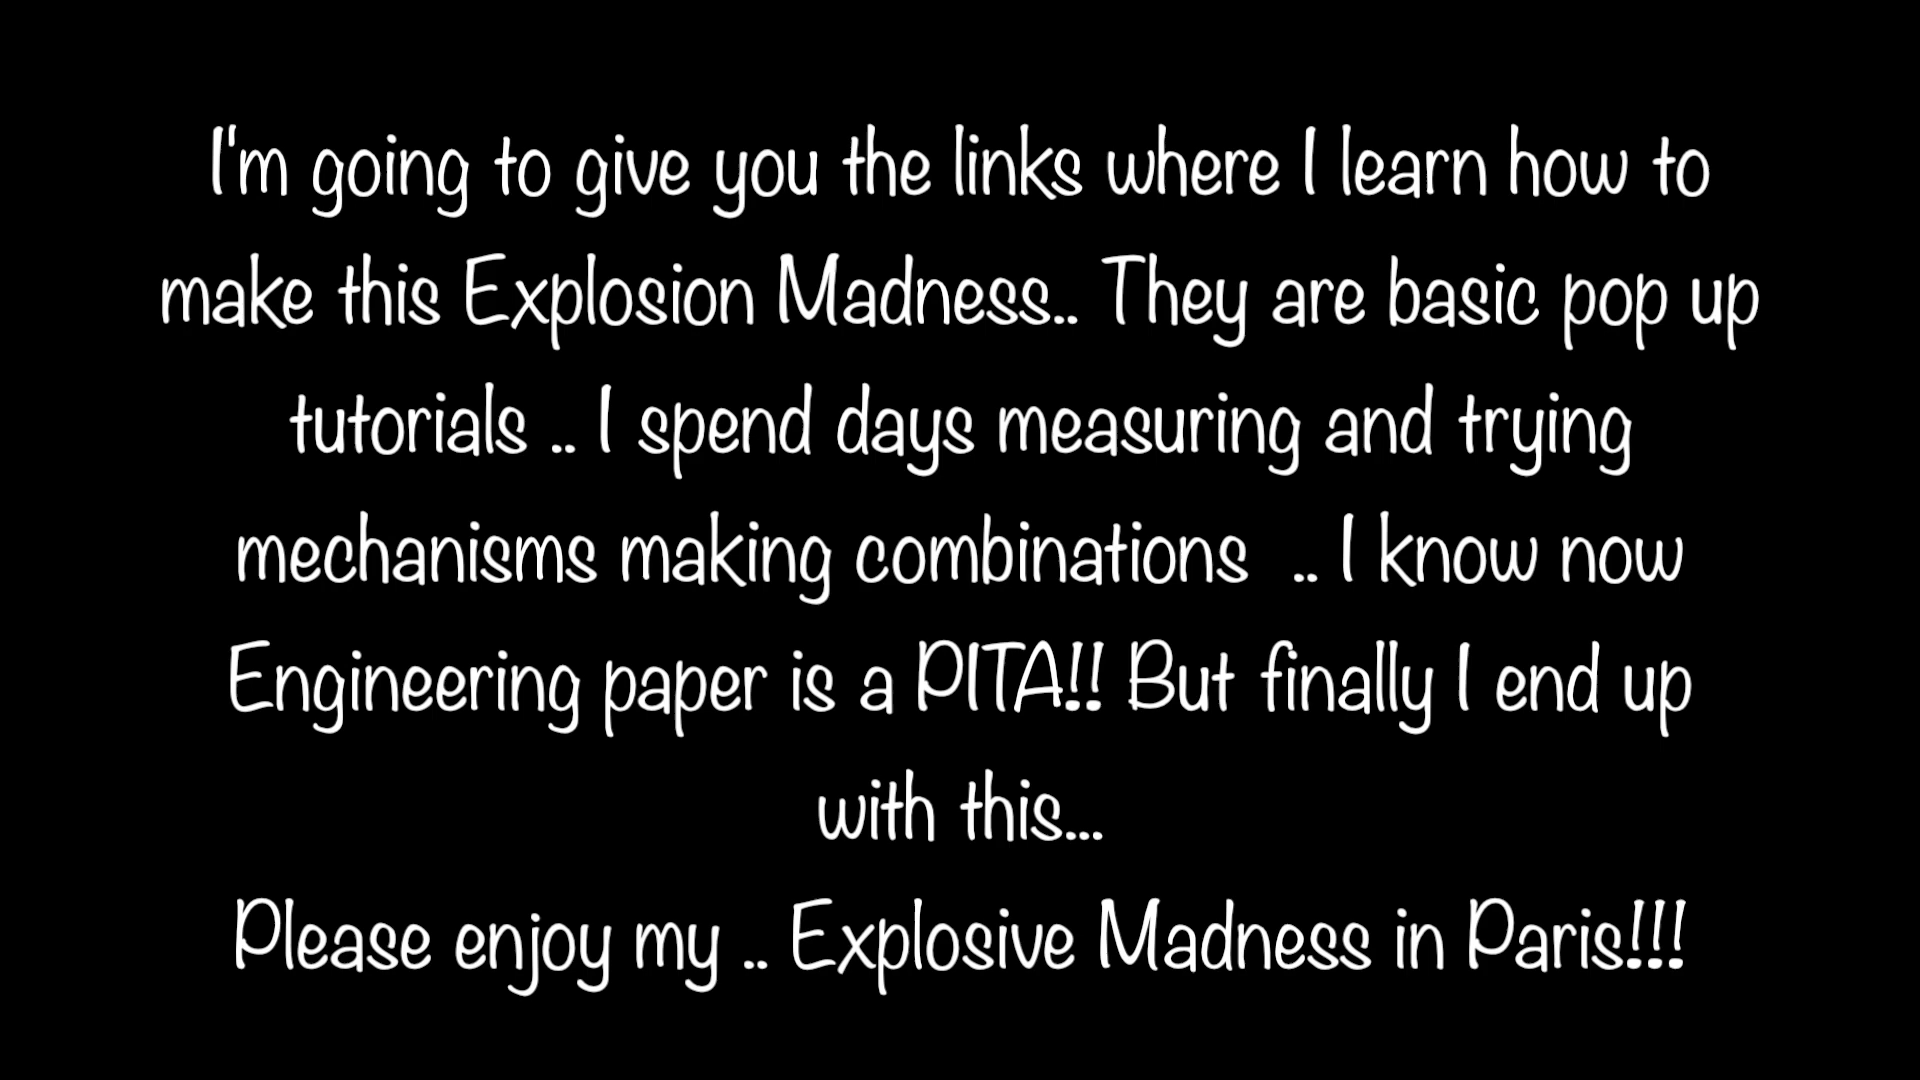 I'm going to give you the links where I learn how to
make this Explosion Madness.. They are basic pop up
tutorials .. I spend days measuring and trying
mechanisms making combinations  .. I know now
Engineering paper is a PITA!! But finally I end up
with this...
Please enjoy my .. Explosive Madness in Paris!!!